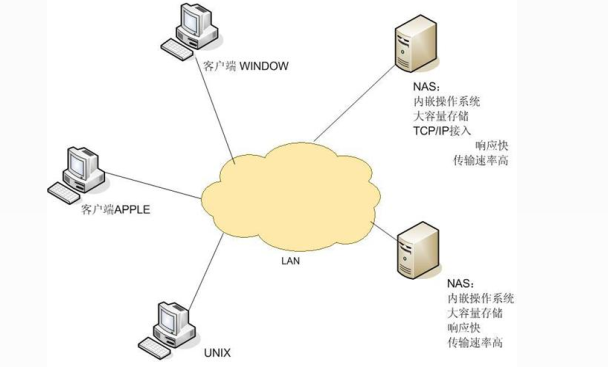 客户端 WINDOW
NAS：
内嵌操作系统
大容量存储
TCP/IP接入
响应快
传输速率高
客户端APPLE
LAN
NAS：
内嵌操作系统
大容量存储
响应快
传输速率高
UNIX